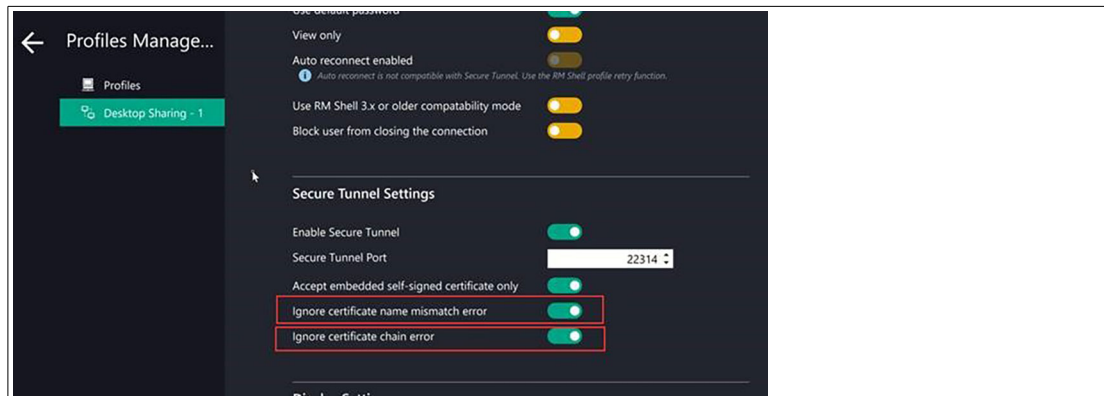 Use default password
Profiles Manage...
View only
Auto reconnect enabled
Auto reconnect is not compatible with Secure Tunnel. Use the RM Shell profile retry function.
Profiles
Desktop Sharing - 1
Use RM Shell 3.x or older compatability mode
Block user from closing the connection
Secure Tunnel Settings
Enable Secure Tunnel
Secure Tunnel Port
22314
Accept embedded self-signed certificate only
Ignore certificate name mismatch error
Ignore certificate chain error